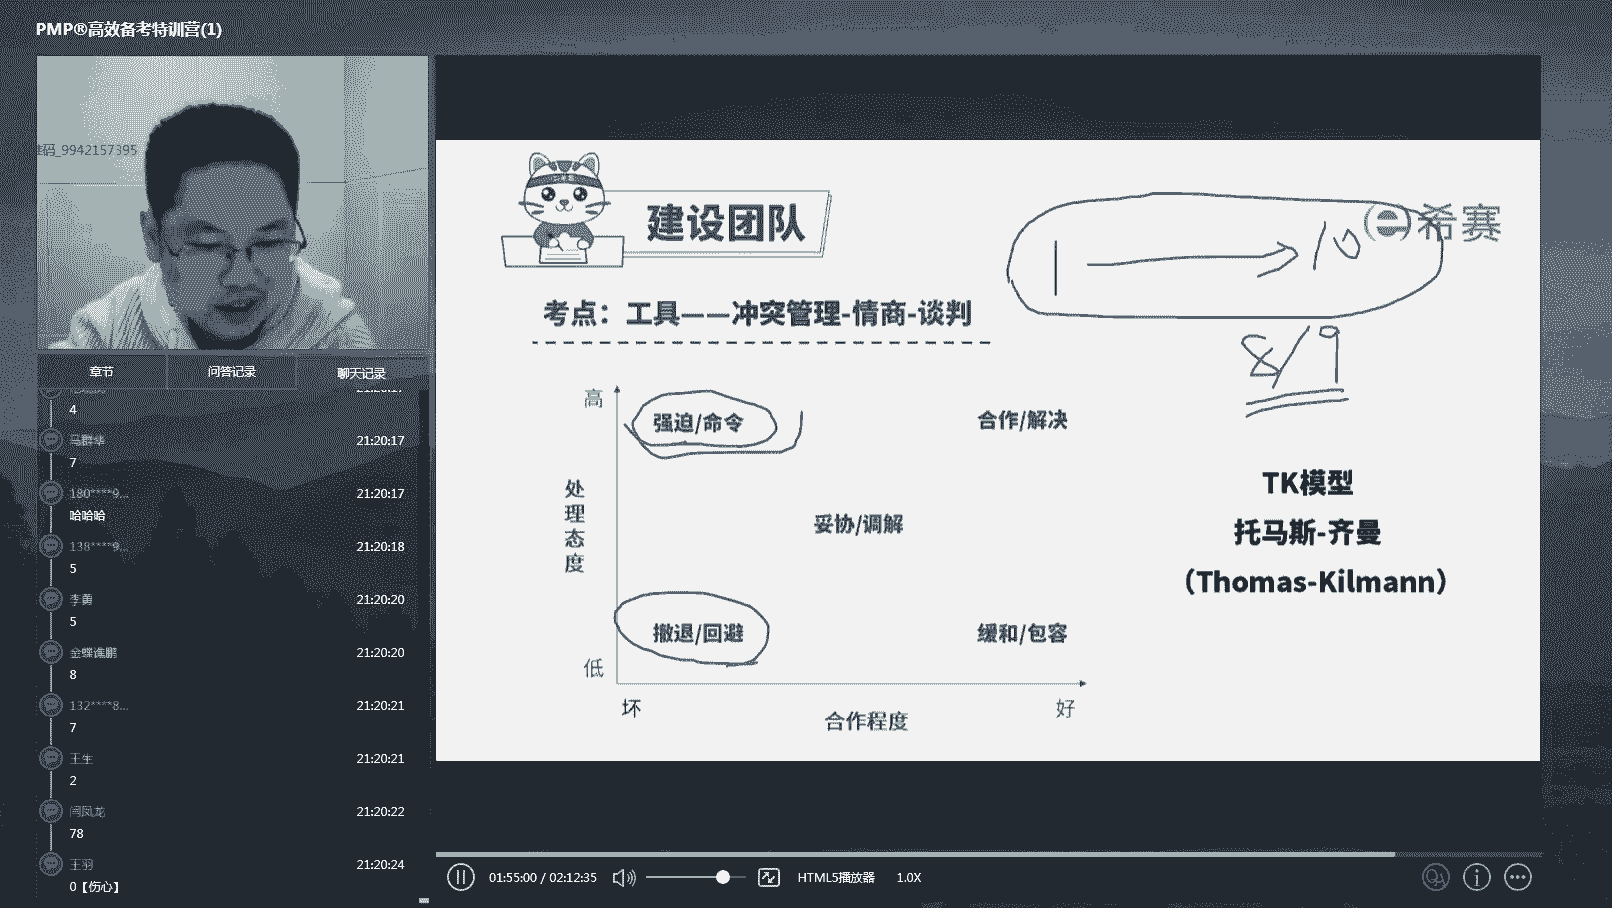 PMP®高效备考特训营(1)
码_9942157395
章节
问答记录
聊天记录
4
马群华
21:20:17
7
180****9...
21:20:17
哈哈哈
138****9...
21:20:18
5
李勇
21:20:20
5
21:20:20
8
132****8...
21:20:21
7
王生
21:20:21
2
闫凤龙
21:20:22
78
王羽
21:20:24
0【伤心】
建设团队
希赛
1 → 10
8/9
考点：工具——冲突管理-情商-谈判
高
强迫/命令
合作/解决
处理态度
妥协/调解
撤退/回避
缓和/包容
低
坏
合作程度
好
TK模型
托马斯-齐曼
（Thomas-Kilmann）
01:55:00 / 02:12:35
HTML5播放器
1.0X